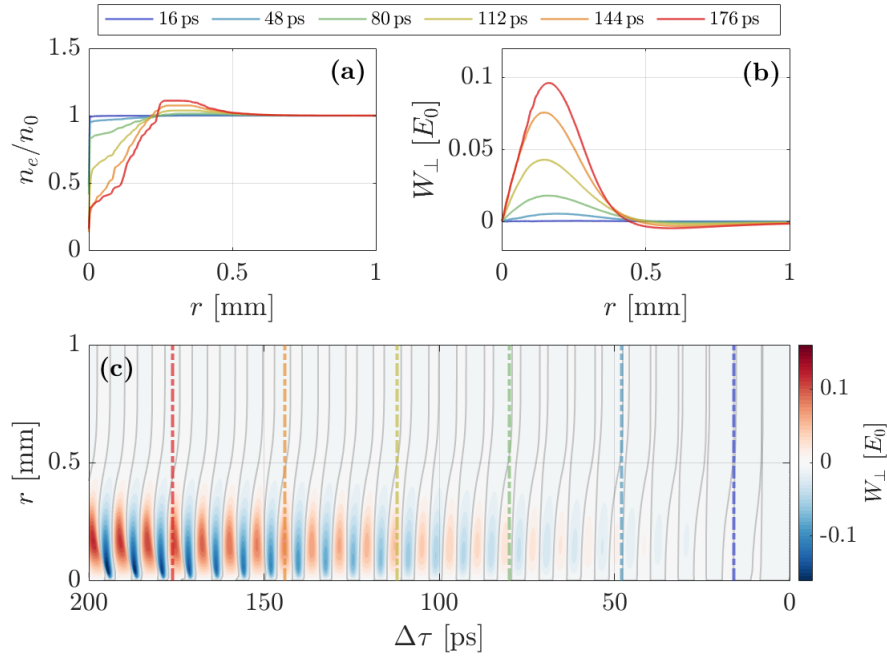 16 ps 48 ps 80 ps 112 ps 144 ps 176 ps
1.5
1
0.5
0
n_e/n_0
(a)
0 0.5 1
r [mm]
0.1
0.05
0
W_⊥ [E_0]
(b)
0 0.5 1
r [mm]
1
0.5
0
r [mm]
(c)
200 150 100 50 0
Δτ [ps]
0.1
0
-0.1
W_⊥ [E_0]